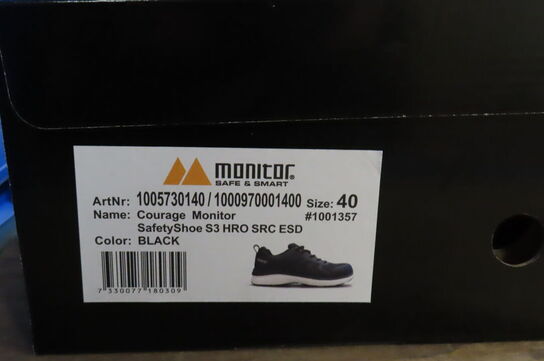 monitor
SAFE & SMART
ArtNr: 1005730140 / 1000970001400 Size: 40
Name: Courage Monitor #1001357
SafetyShoe S3 HRO SRC ESD
Color: BLACK
7 330077 180309